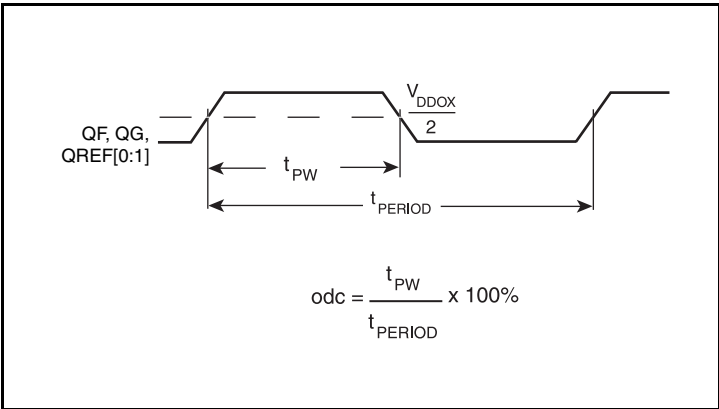 V_DDOX
2
QF, QG,
QREF[0:1]
t_PW
t_PERIOD
odc = t_PW / t_PERIOD x 100%